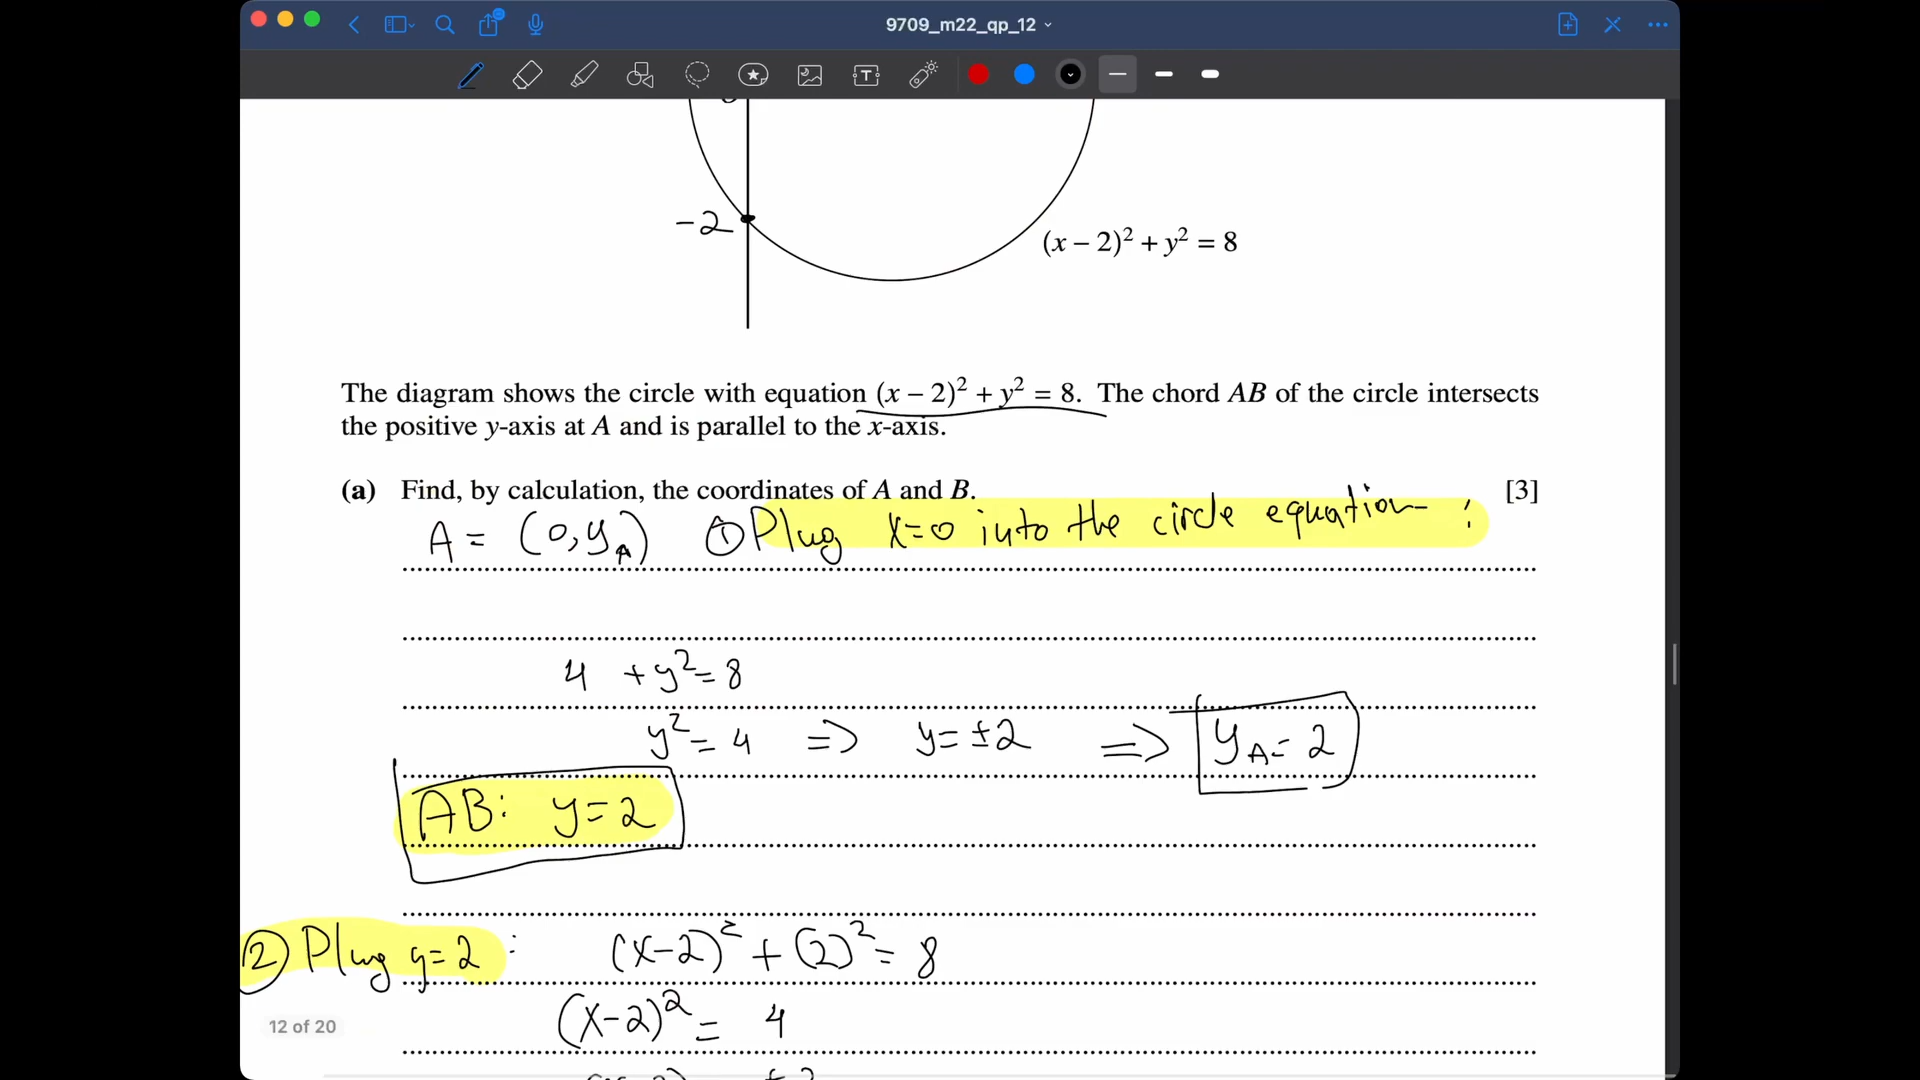 9709_m22_qp_12
-2
(x − 2)² + y² = 8
The diagram shows the circle with equation (x − 2)² + y² = 8. The chord AB of the circle intersects
the positive y-axis at A and is parallel to the x-axis.
(a) Find, by calculation, the coordinates of A and B. [3]
A = (0, y_A) ① Plug x=0 into the circle equation :
4 + y² = 8
y² = 4 => y = ±2 => y_A = 2
AB: y=2
② Plug y=2 : (x-2)² + (2)² = 8
(x-2)² = 4
12 of 20